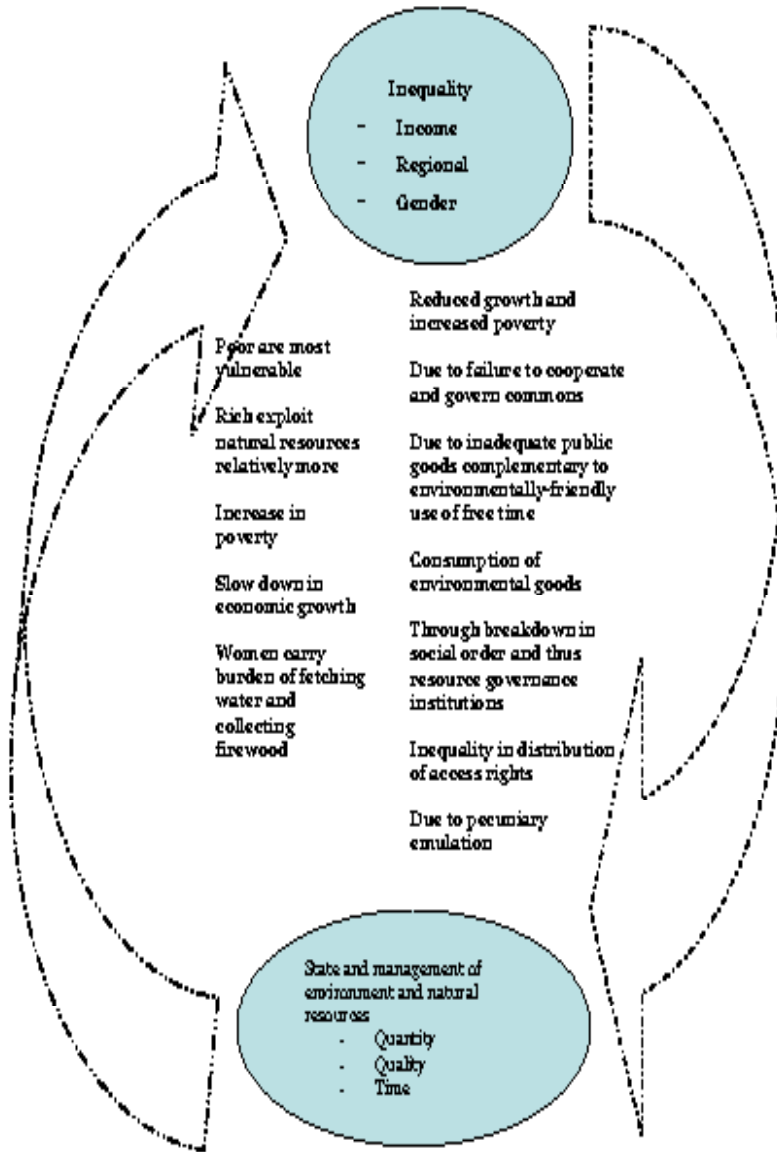 Inequality
- Income
- Regional
- Gender
Poor are most
vulnerable
Rich exploit
natural resources
relatively more
Increase in
poverty
Slow down in
economic growth
Women carry
burden of fetching
water and
collecting
firewood
Reduced growth and
increased poverty
Due to failure to cooperate
and govern commons
Due to inadequate public
goods complementary to
environmentally-friendly
use of free time
Consumption of
environmental goods
Through breakdown in
social order and thus
resource governance
institutions
Inequality in distribution
of access rights
Due to pecuniary
emulation
State and management of
environment and natural
resources
- Quantity
- Quality
- Time